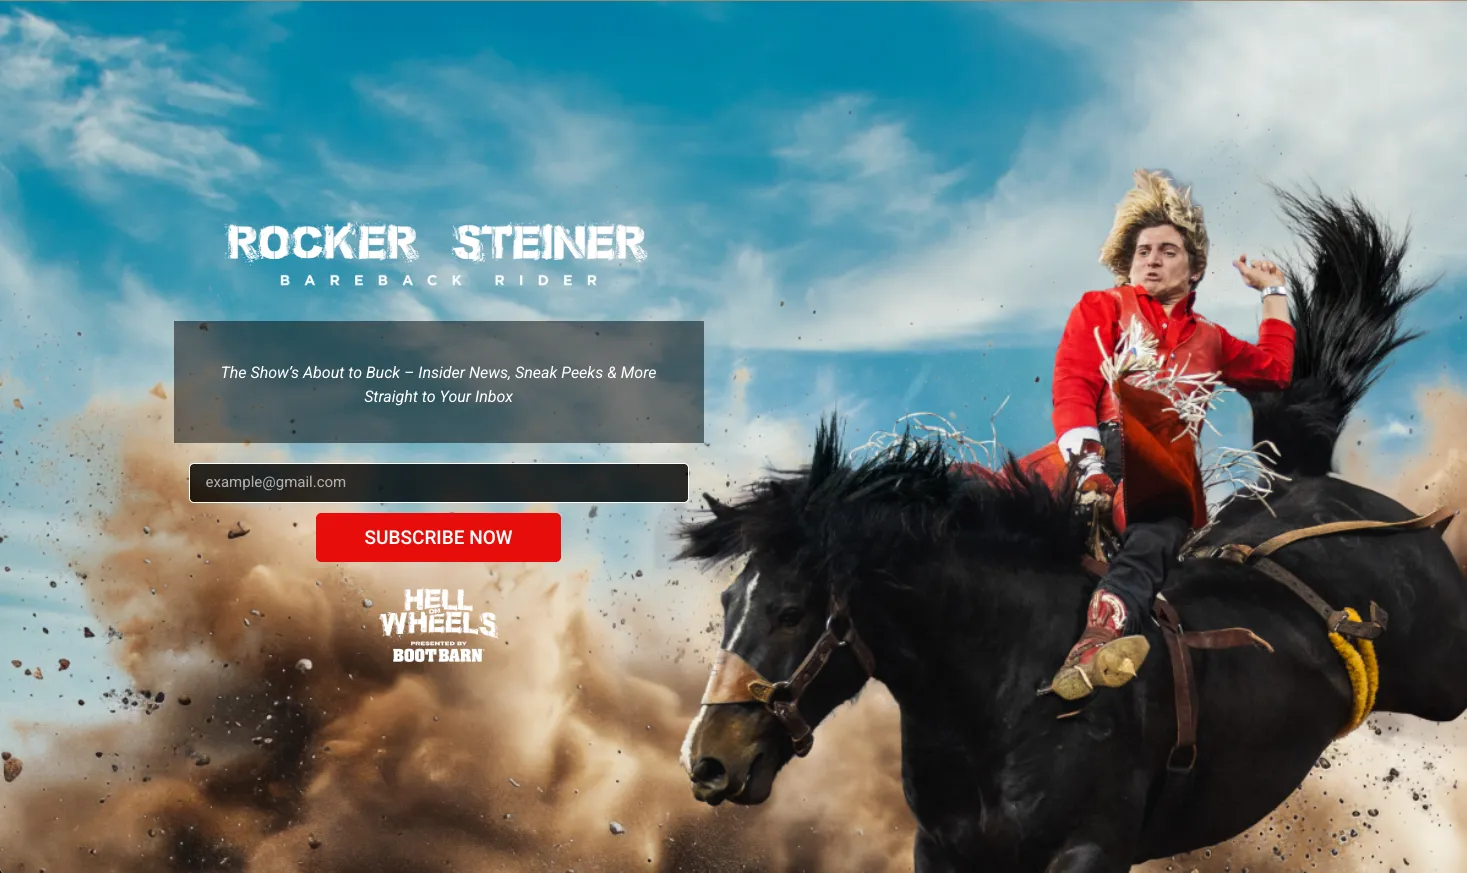 ROCKER STEINER
BAREBACK RIDER
The Show's About to Buck – Insider News, Sneak Peeks & More
Straight to Your Inbox
example@gmail.com
SUBSCRIBE NOW
HELL
ON
WHEELS
PRESENTED BY
BOOT BARN